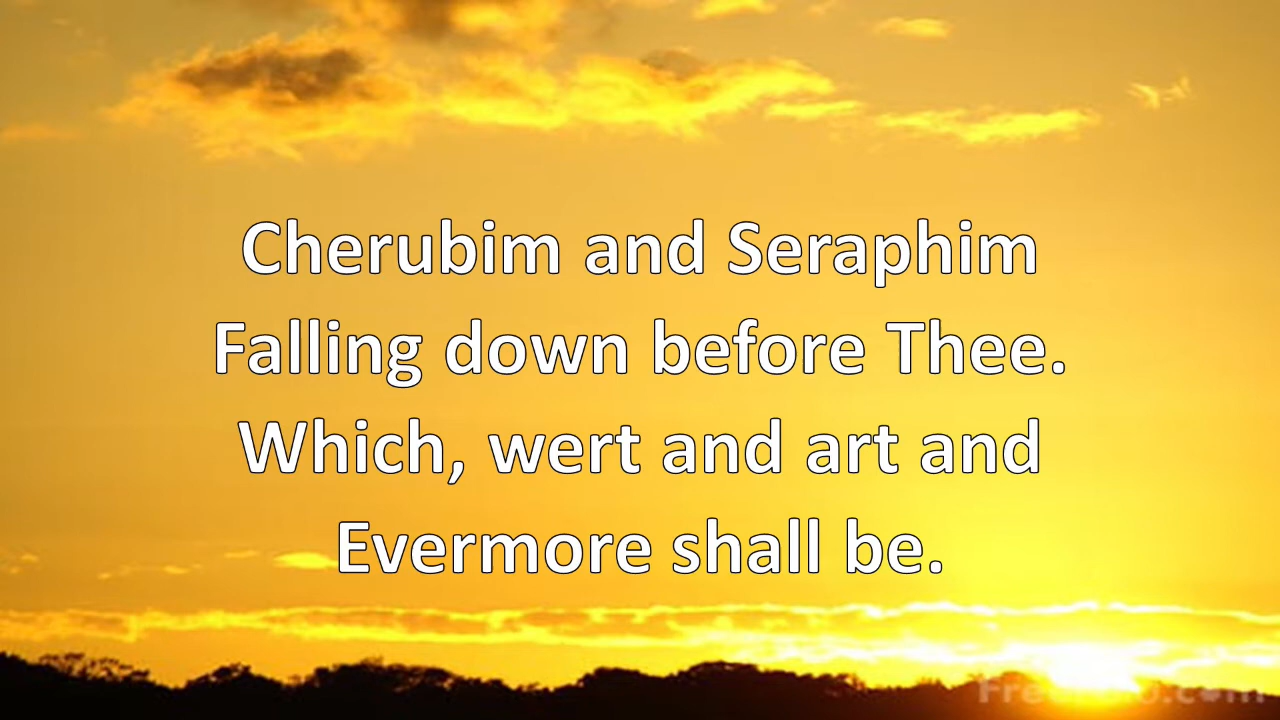 Cherubim and Seraphim
Falling down before Thee.
Which, wert and art and
Evermore shall be.